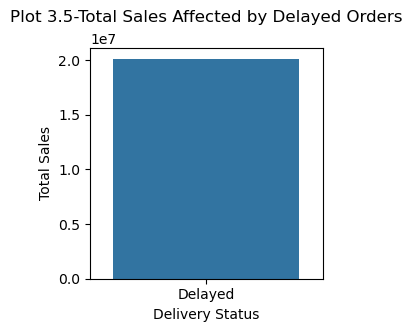 Plot 3.5-Total Sales Affected by Delayed Orders
1e7
2.0
1.5
1.0
0.5
0.0
Total Sales
Delayed
Delivery Status